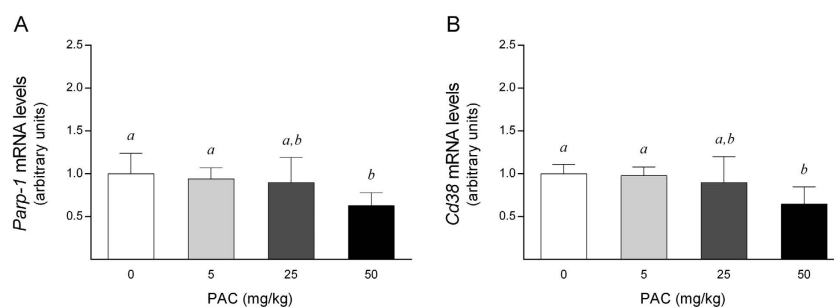 A
Parp-1 mRNA levels
(arbitrary units)
2.5
2.0
1.5
1.0
0.5
a
a
a,b
b
0
5
25
50
PAC (mg/kg)
B
Cd38 mRNA levels
(arbitrary units)
2.5
2.0
1.5
1.0
0.5
a
a
a,b
b
0
5
25
50
PAC (mg/kg)